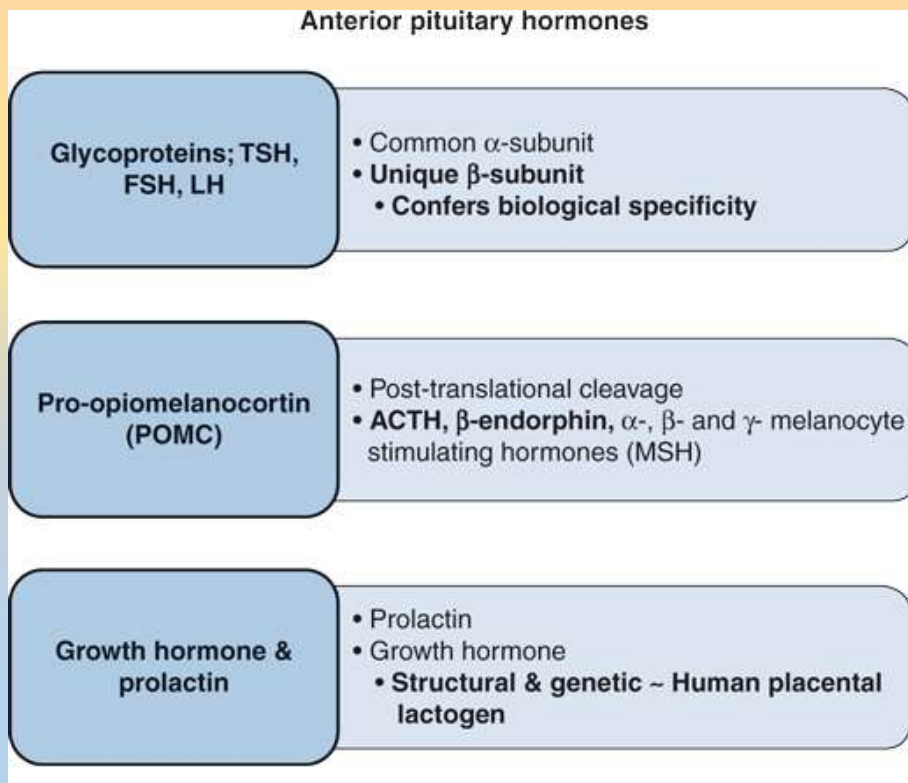 Anterior pituitary hormones
Glycoproteins; TSH,
FSH, LH
• Common α-subunit
• Unique β-subunit
• Confers biological specificity
Pro-opiomelanocortin
(POMC)
• Post-translational cleavage
• ACTH, β-endorphin, α-, β- and γ- melanocyte
stimulating hormones (MSH)
Growth hormone &
prolactin
• Prolactin
• Growth hormone
• Structural & genetic ~ Human placental
lactogen